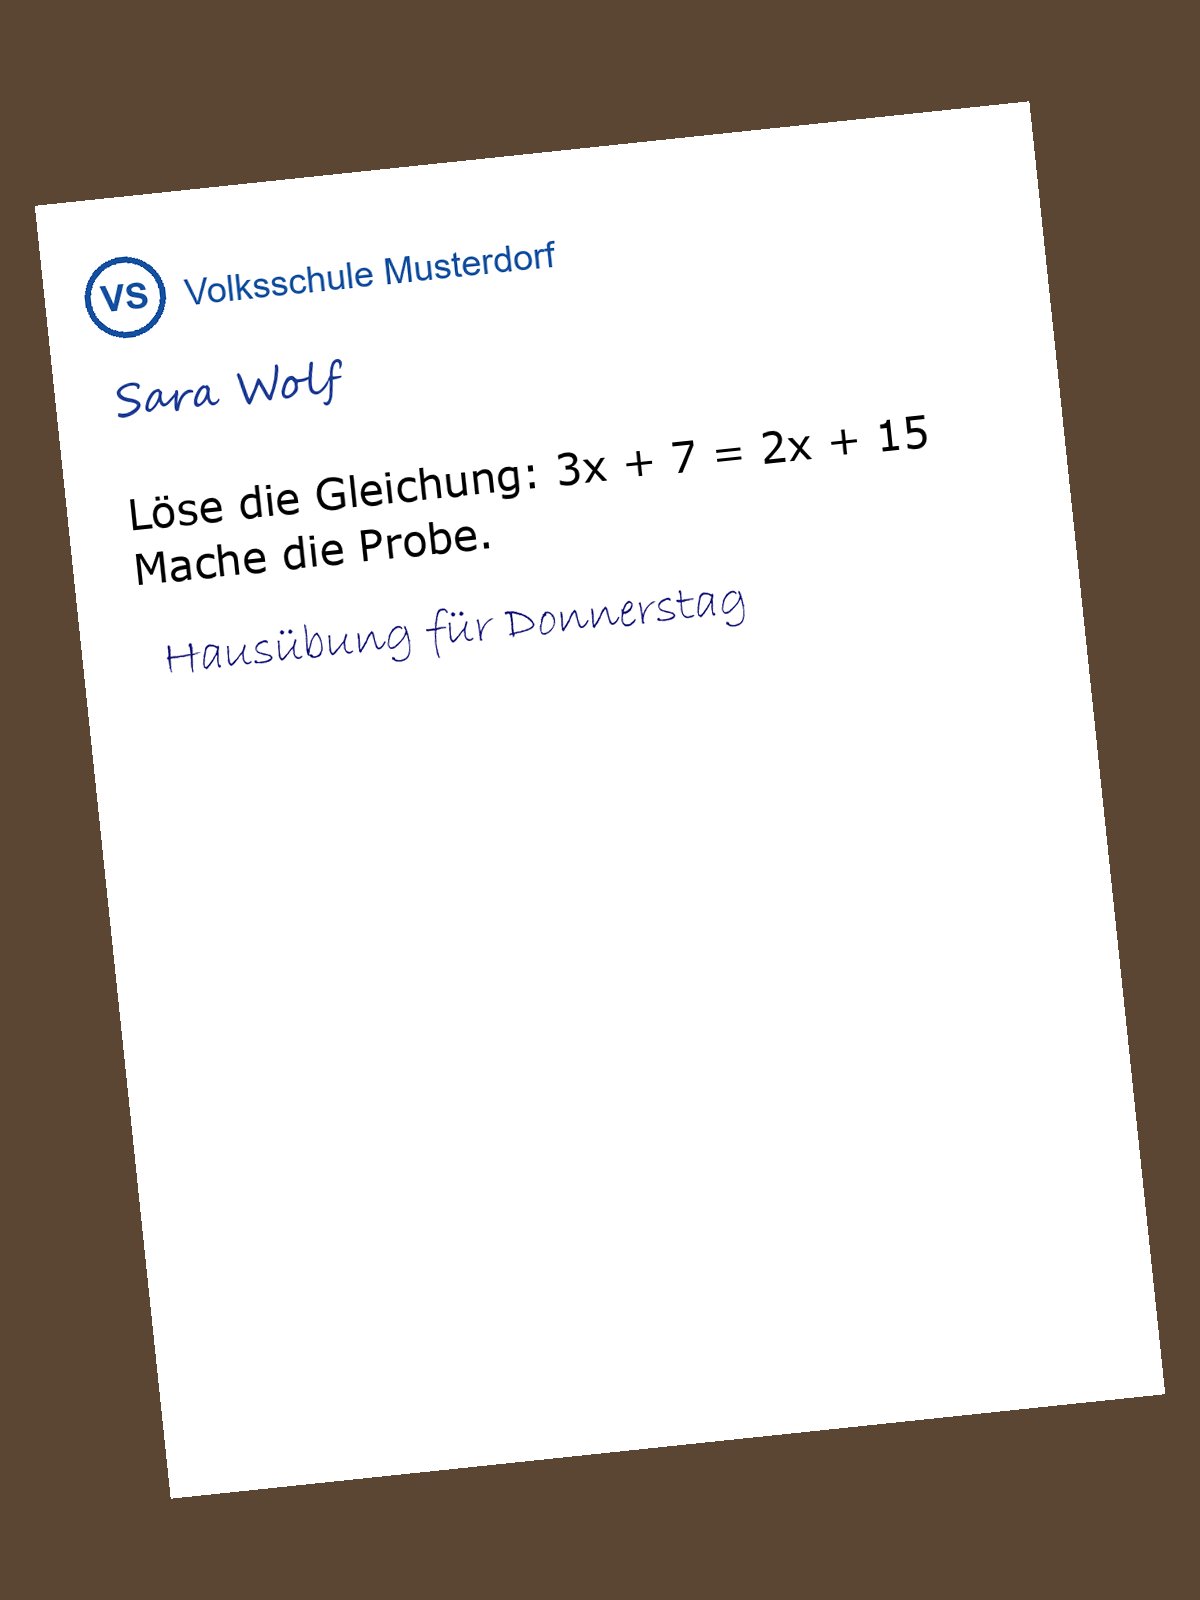 VS Volksschule Musterdorf
Sara Wolf
Löse die Gleichung: 3x + 7 = 2x + 15
Mache die Probe.
Hausübung für Donnerstag